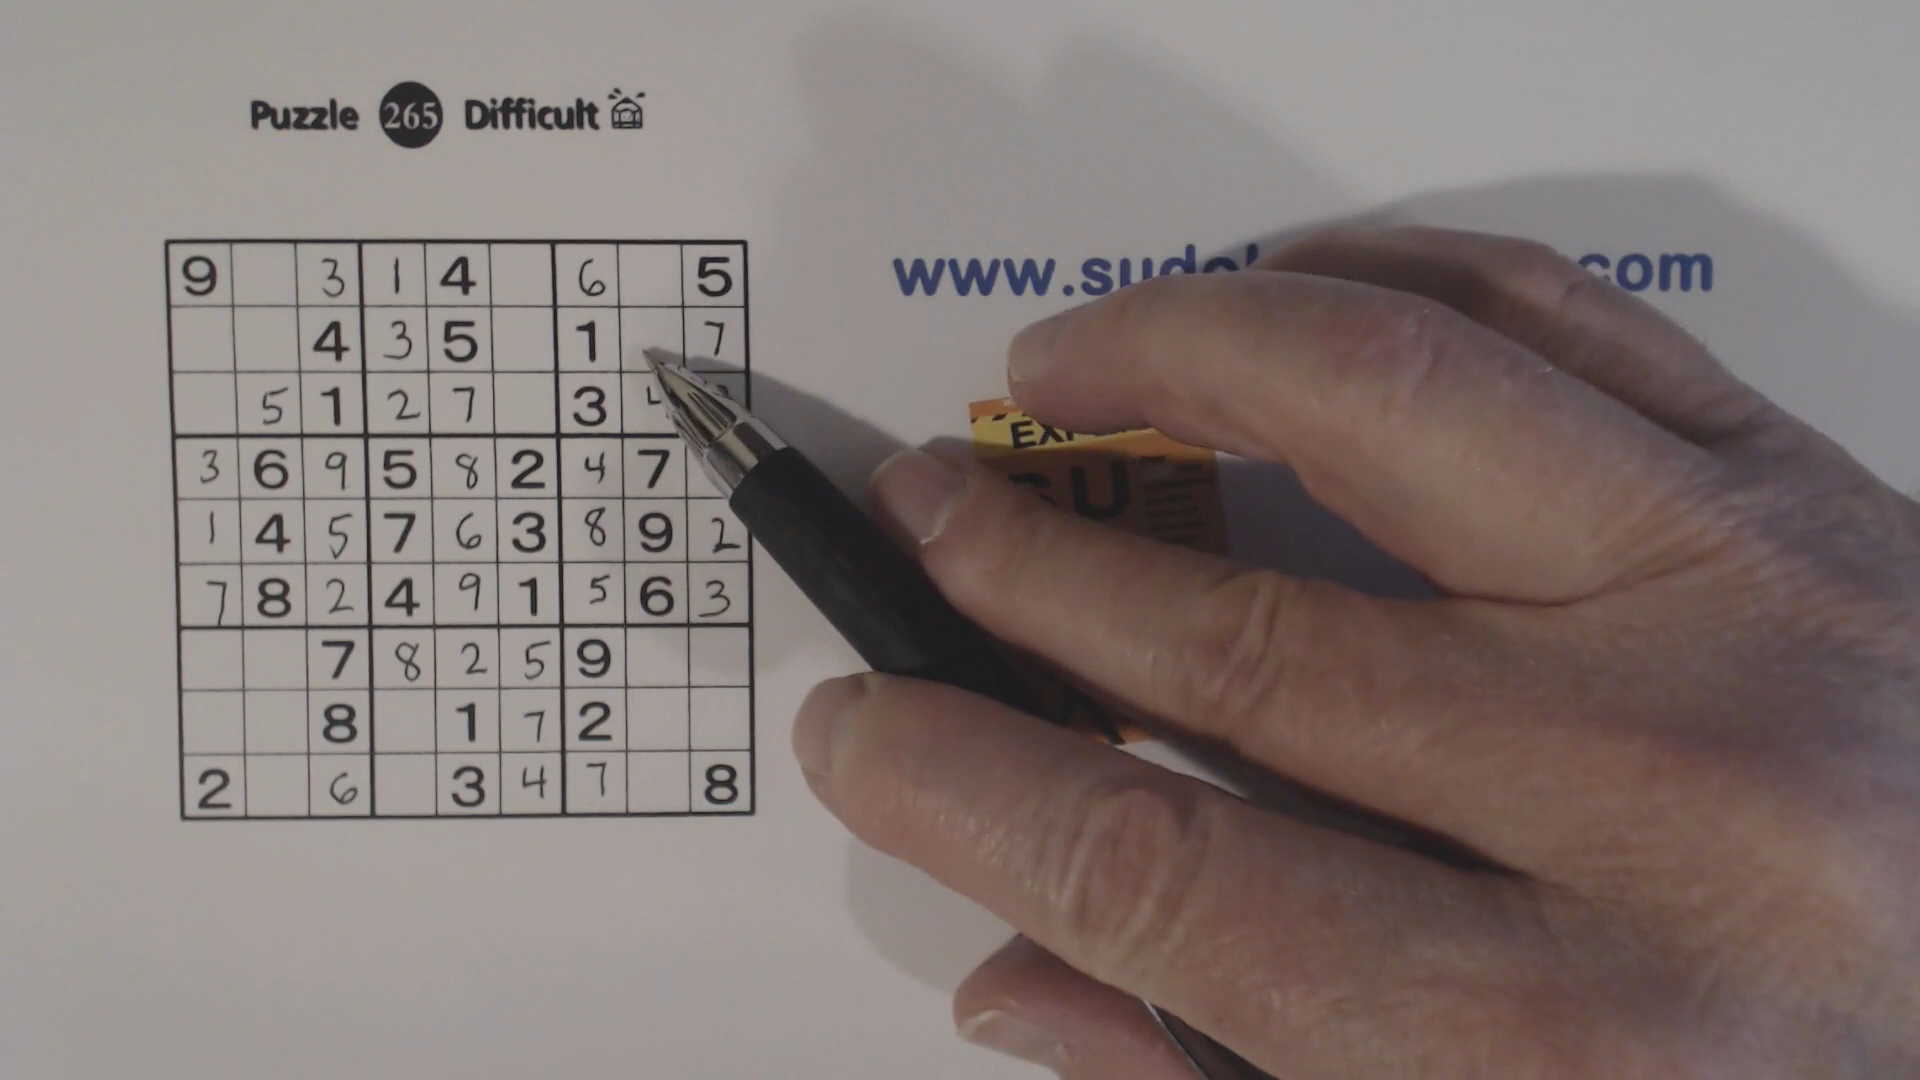 Puzzle 265 Difficult
9 3 1 4 6 5
4 3 5 1 7
5 1 2 7 3
3 6 9 5 8 2 4 7
1 4 5 7 6 3 8 9 2
7 8 2 4 9 1 5 6 3
7 8 2 5 9
8 1 7 2
2 6 3 4 7 8